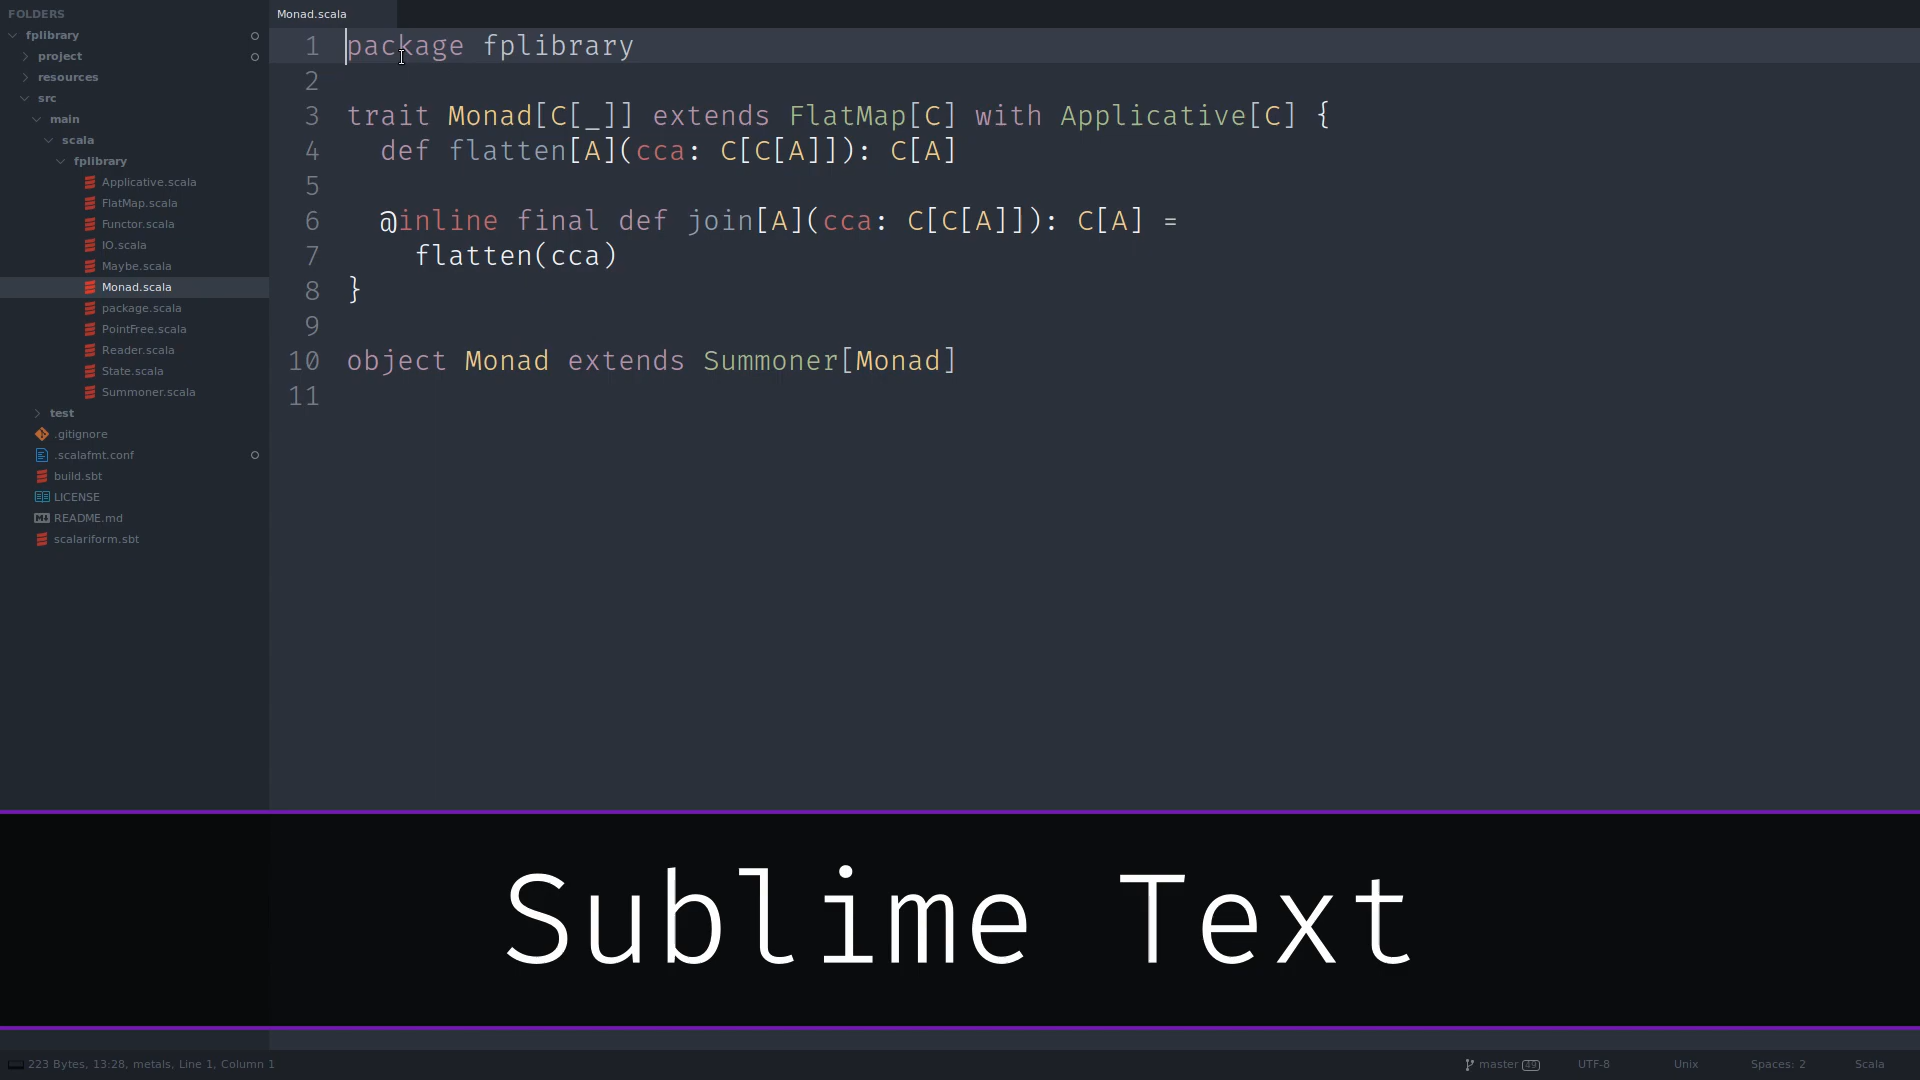 FOLDERS
fplibrary
project
resources
src
main
scala
fplibrary
Applicative.scala
FlatMap.scala
Functor.scala
IO.scala
Maybe.scala
Monad.scala
package.scala
PointFree.scala
Reader.scala
State.scala
Summoner.scala
test
.gitignore
.scalafmt.conf
build.sbt
LICENSE
README.md
scalariform.sbt
Monad.scala
1 package fplibrary
2
3 trait Monad[C[_]] extends FlatMap[C] with Applicative[C] {
4   def flatten[A](cca: C[C[A]]): C[A]
5
6   @inline final def join[A](cca: C[C[A]]): C[A] =
7     flatten(cca)
8 }
9
10 object Monad extends Summoner[Monad]
11
Sublime Text
223 Bytes, 13:28, metals, Line 1, Column 1 master 49 UTF-8 Unix Spaces: 2 Scala